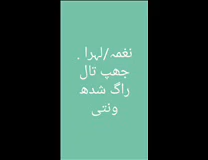 نغمہ/لہرا .
جھپ تال
راگ شدھ
ونتی